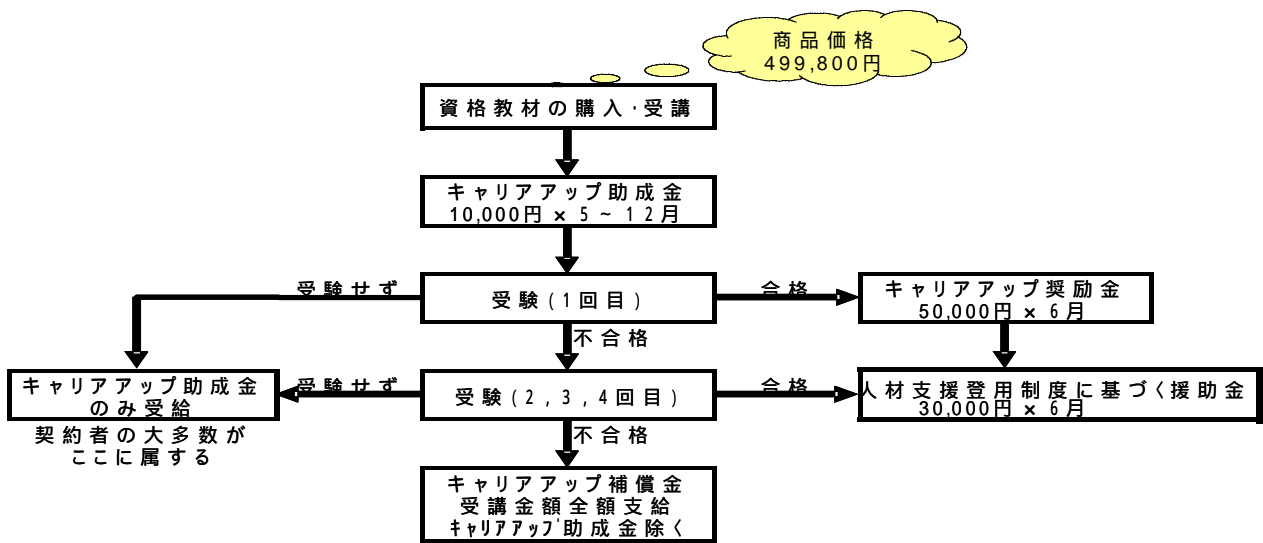 商品価格
499,800円
資格教材の購入・受講
キャリアアップ助成金
10,000円 × 5 ~ 12月
受験せず
受験(1回目)
合格
キャリアアップ奨励金
50,000円 × 6月
不合格
キャリアアップ助成金
のみ受給
契約者の大多数が
ここに属する
受験せず
受験(2,3,4回目)
合格
人材支援登用制度に基づく援助金
30,000円 × 6月
不合格
キャリアアップ補償金
受講金額全額支給
キャリアアップ助成金除く